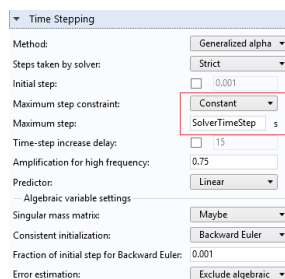 Time Stepping
Method: Generalized alpha
Steps taken by solver: Strict
Initial step: 0.001
Maximum step constraint: Constant
Maximum step: SolverTimeStep s
Time-step increase delay: 15
Amplification for high frequency: 0.75
Predictor: Linear
Algebraic variable settings
Singular mass matrix: Maybe
Consistent initialization: Backward Euler
Fraction of initial step for Backward Euler: 0.001
Error estimation: Exclude algebraic